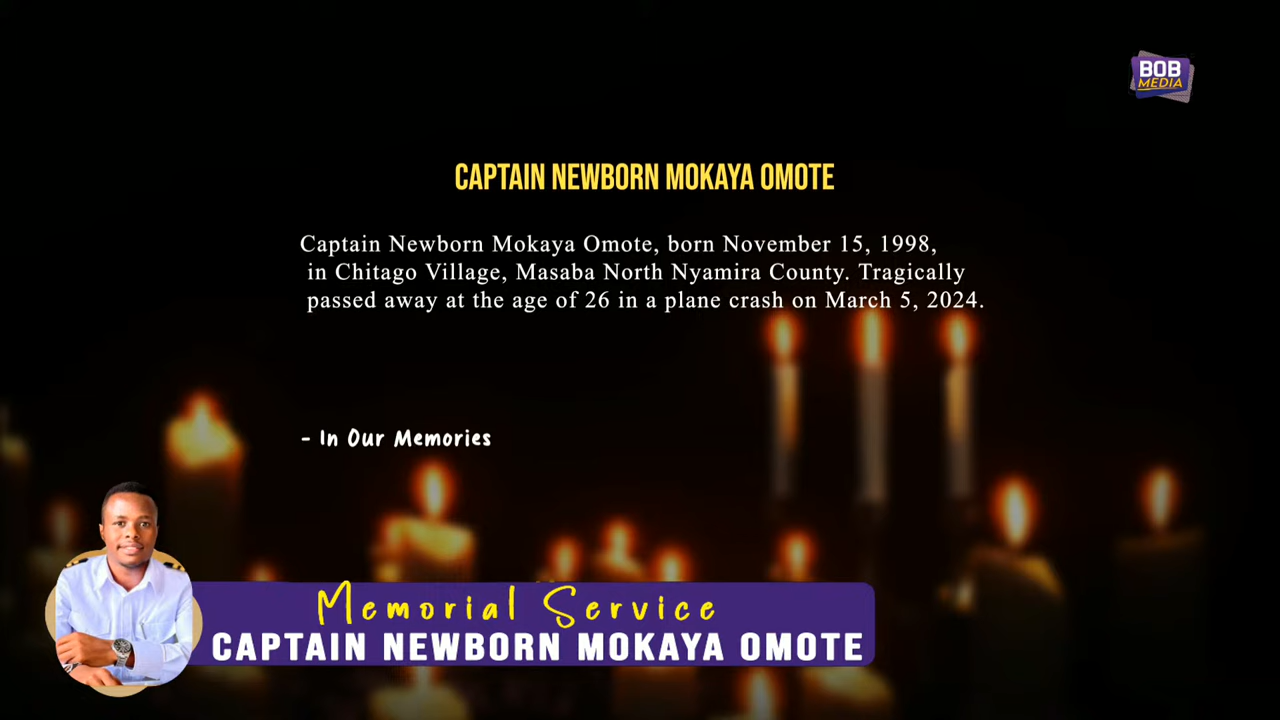 BOB
MEDIA
CAPTAIN NEWBORN MOKAYA OMOTE
Captain Newborn Mokaya Omote, born November 15, 1998,
in Chitago Village, Masaba North Nyamira County. Tragically
passed away at the age of 26 in a plane crash on March 5, 2024.
- In Our Memories
Memorial Service
CAPTAIN NEWBORN MOKAYA OMOTE